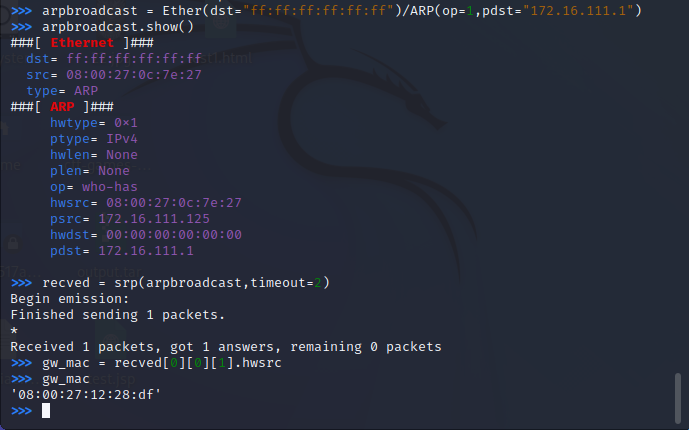 >>> arpbroadcast = Ether(dst="ff:ff:ff:ff:ff:ff")/ARP(op=1,pdst="172.16.111.1")
>>> arpbroadcast.show()
###[ Ethernet ]###
  dst= ff:ff:ff:ff:ff:ff
  src= 08:00:27:0c:7e:27
  type= ARP
###[ ARP ]###
     hwtype= 0×1
     ptype= IPv4
     hwlen= None
     plen= None
     op= who-has
     hwsrc= 08:00:27:0c:7e:27
     psrc= 172.16.111.125
     hwdst= 00:00:00:00:00:00
     pdst= 172.16.111.1

>>> recved = srp(arpbroadcast,timeout=2)
Begin emission:
Finished sending 1 packets.
*
Received 1 packets, got 1 answers, remaining 0 packets
>>> gw_mac = recved[0][0][1].hwsrc
>>> gw_mac
'08:00:27:12:28:df'
>>>